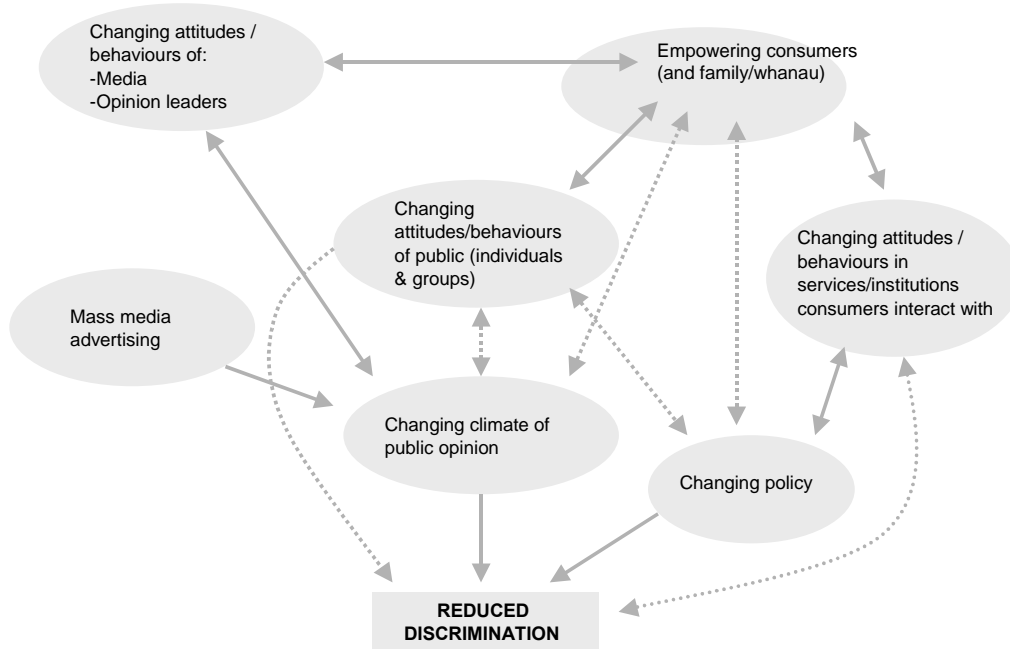 Changing attitudes /
behaviours of:
-Media
-Opinion leaders
Empowering consumers
(and family/whanau)
Changing
attitudes/behaviours
of public (individuals
& groups)
Changing attitudes /
behaviours in
services/institutions
consumers interact with
Mass media
advertising
Changing climate of
public opinion
Changing policy
REDUCED
DISCRIMINATION